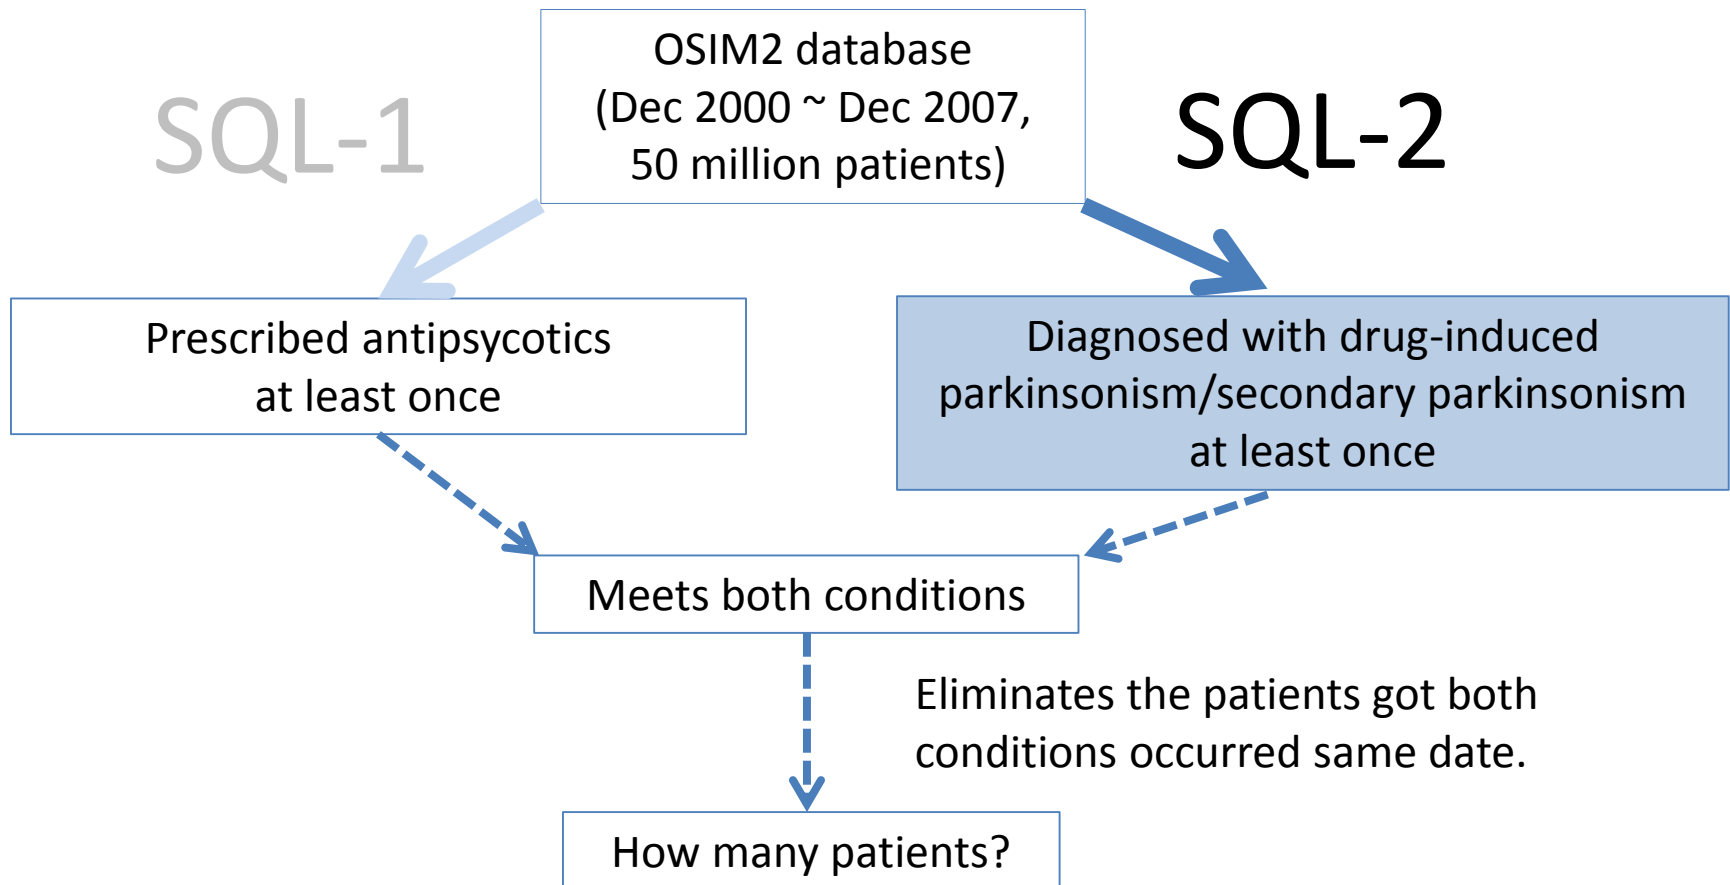 OSIM2 database
(Dec 2000 ~ Dec 2007,
50 million patients)
SQL-1
SQL-2
Prescribed antipsycotics
at least once
Diagnosed with drug-induced
parkinsonism/secondary parkinsonism
at least once
Meets both conditions
Eliminates the patients got both
conditions occurred same date.
How many patients?